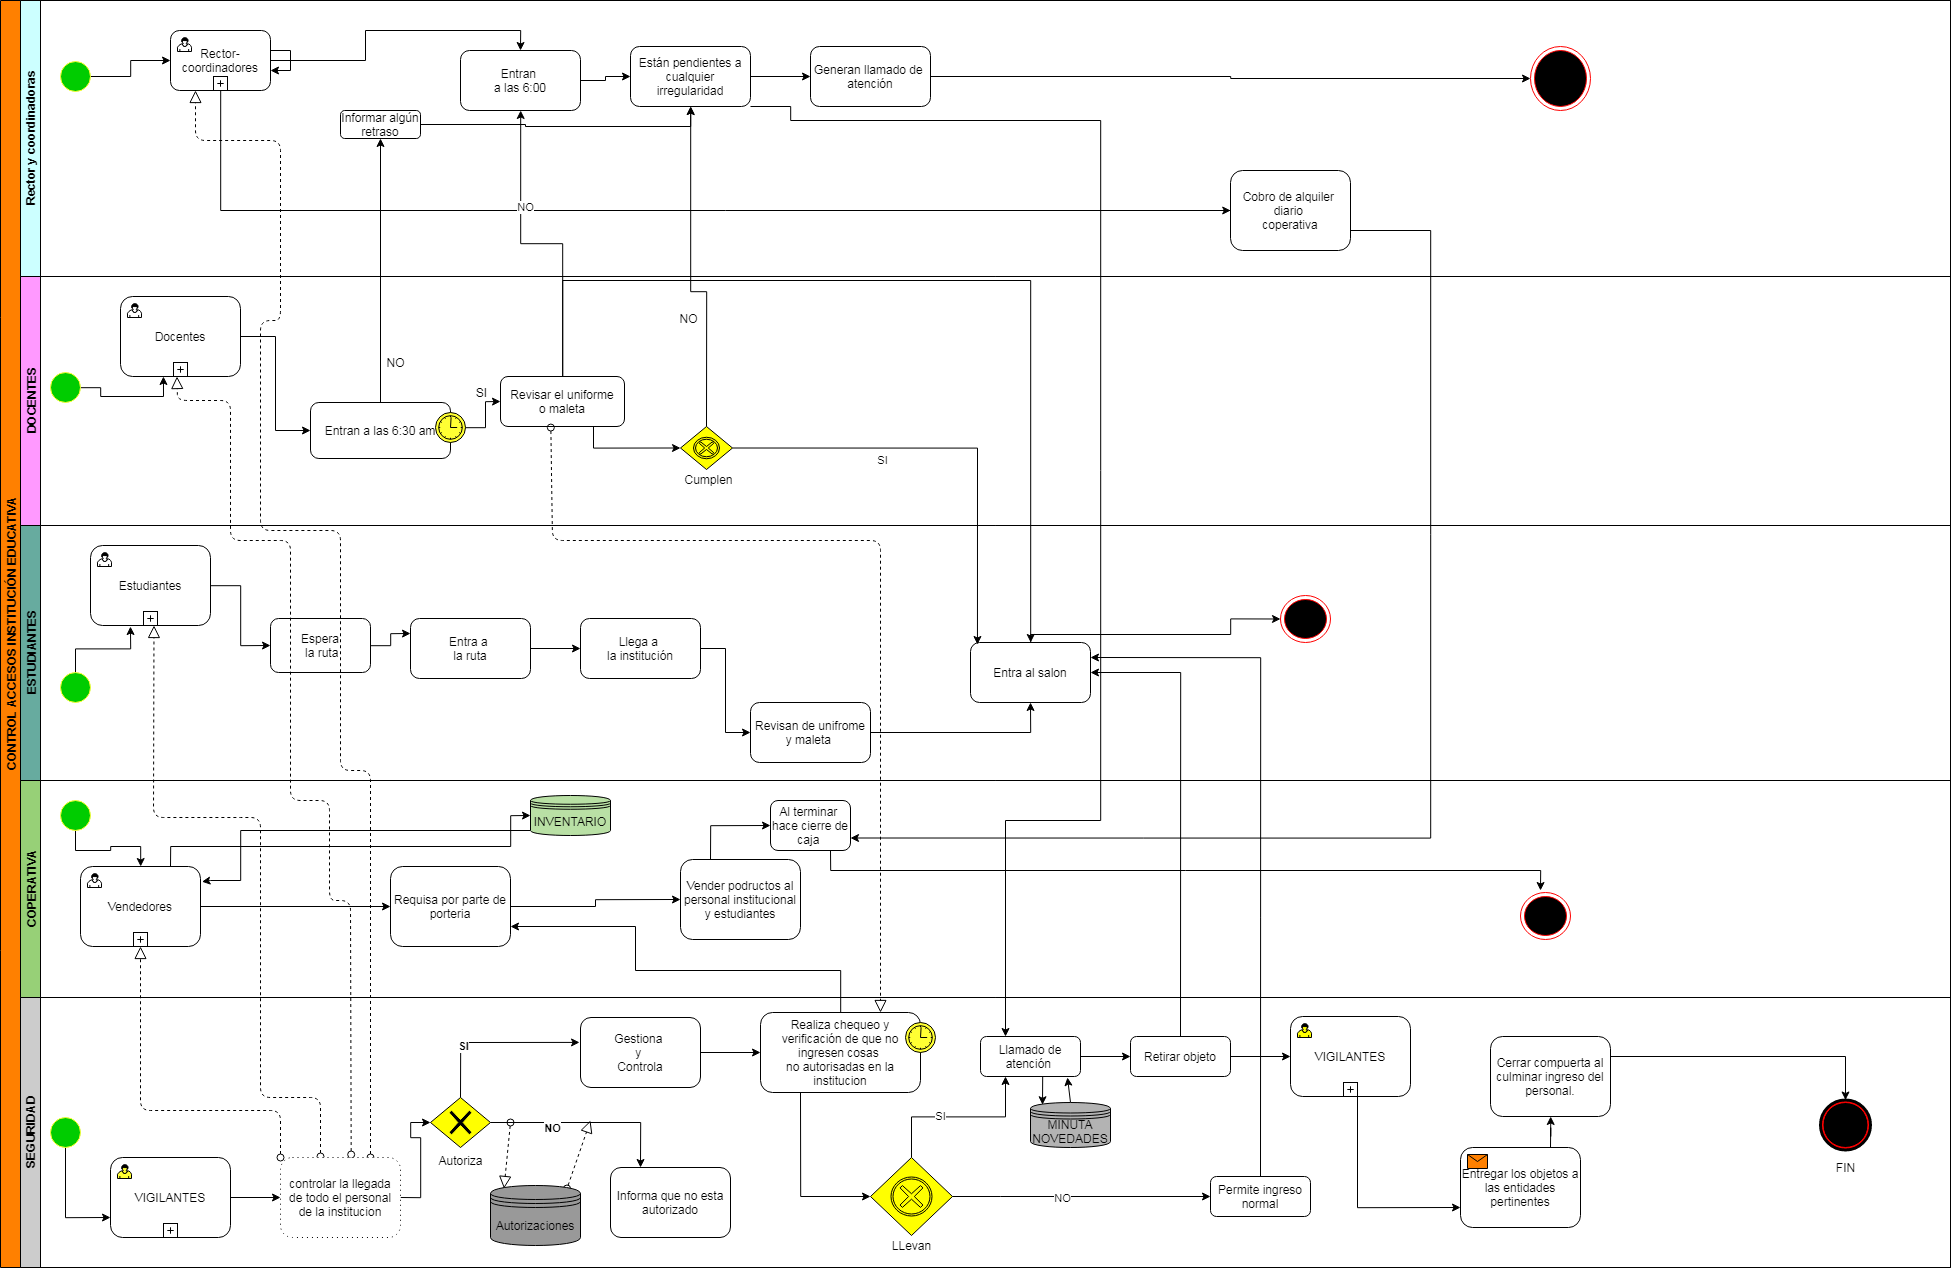 CONTROL ACCESOS INSTITUCIÓN EDUCATIVA
Rector y coordinadoras
Rector-
coordinadores
Entran
a las 6:00
Están pendientes a
cualquier
irregularidad
Generan llamado de
atención
Informar algún
retraso
NO
Cobro de alquiler
diario
coperativa
DOCENTES
Docentes
NO
NO
Entran a las 6:30 am
SI
Revisar el uniforme
o maleta
Cumplen
SI
ESTUDIANTES
Estudiantes
Espera
la ruta
Entra a
la ruta
Llega a
la institución
Revisan de unifrome
y maleta
Entra al salon
COPERATIVA
INVENTARIO
Vendedores
Requisa por parte de
porteria
Vender podructos al
personal institucional
y estudiantes
Al terminar
hace cierre de
caja
SEGURIDAD
VIGILANTES
controlar la llegada
de todo el personal
de la institucion
Autoriza
SI
NO
Gestiona
y
Controla
Autorizaciones
Informa que no esta
autorizado
Realiza chequeo y
verificación de que no
ingresen cosas
no autorisadas en la
institucion
LLevan
SI
NO
Llamado de
atención
MINUTA
NOVEDADES
Retirar objeto
Permite ingreso
normal
VIGILANTES
Entregar los objetos a
las entidades
pertinentes
Cerrar compuerta al
culminar ingreso del
personal.
FIN